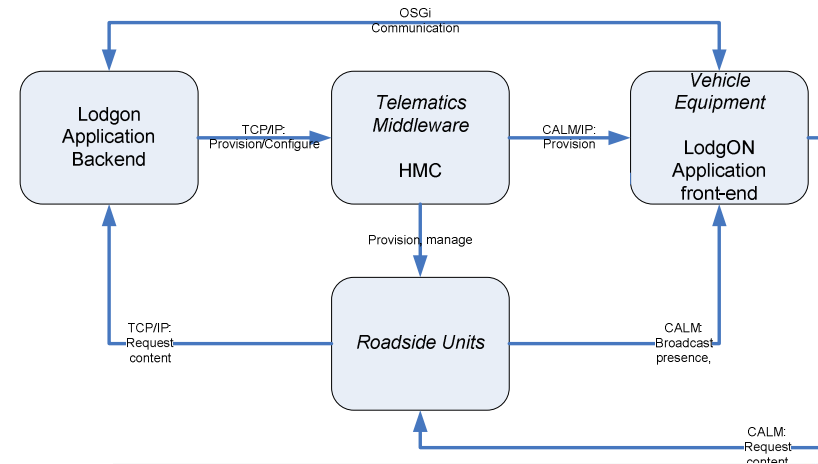 OSGi
Communication
Lodgon
Application
Backend
TCP/IP:
Provision/Configure
Telematics
Middleware
HMC
CALM/IP:
Provision
Vehicle
Equipment
LodgON
Application
front-end
Provision, manage
TCP/IP:
Request
content
Roadside Units
CALM:
Broadcast
presence,
CALM:
Request
content